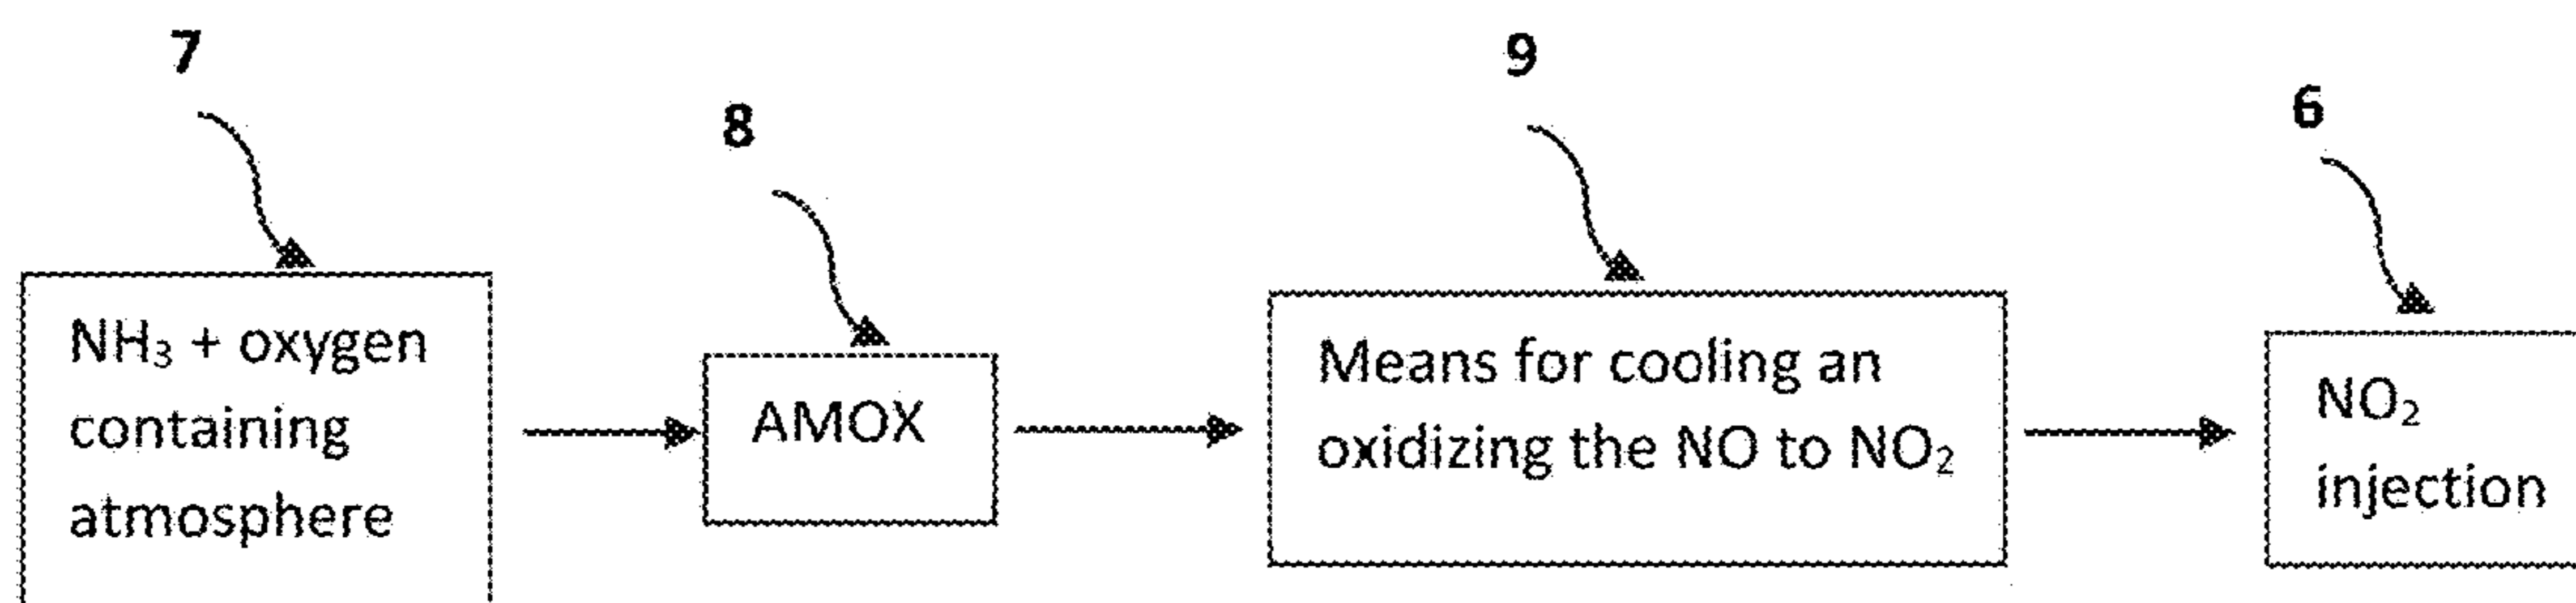 7
8
9
6
NH₃ + oxygen
containing
atmosphere
AMOX
Means for cooling an
oxidizing the NO to NO₂
NO₂
injection